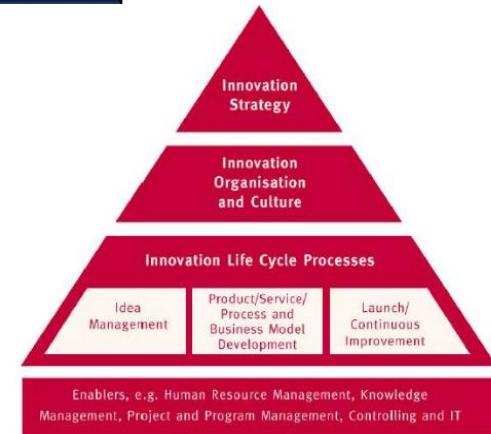 Innovation
Strategy
Innovation
Organisation
and Culture
Innovation Life Cycle Processes
Idea
Management
Product/Service/
Process and
Business Model
Development
Launch/
Continuous
Improvement
Enablers, e.g. Human Resource Management, Knowledge
Management, Project and Program Management, Controlling and IT